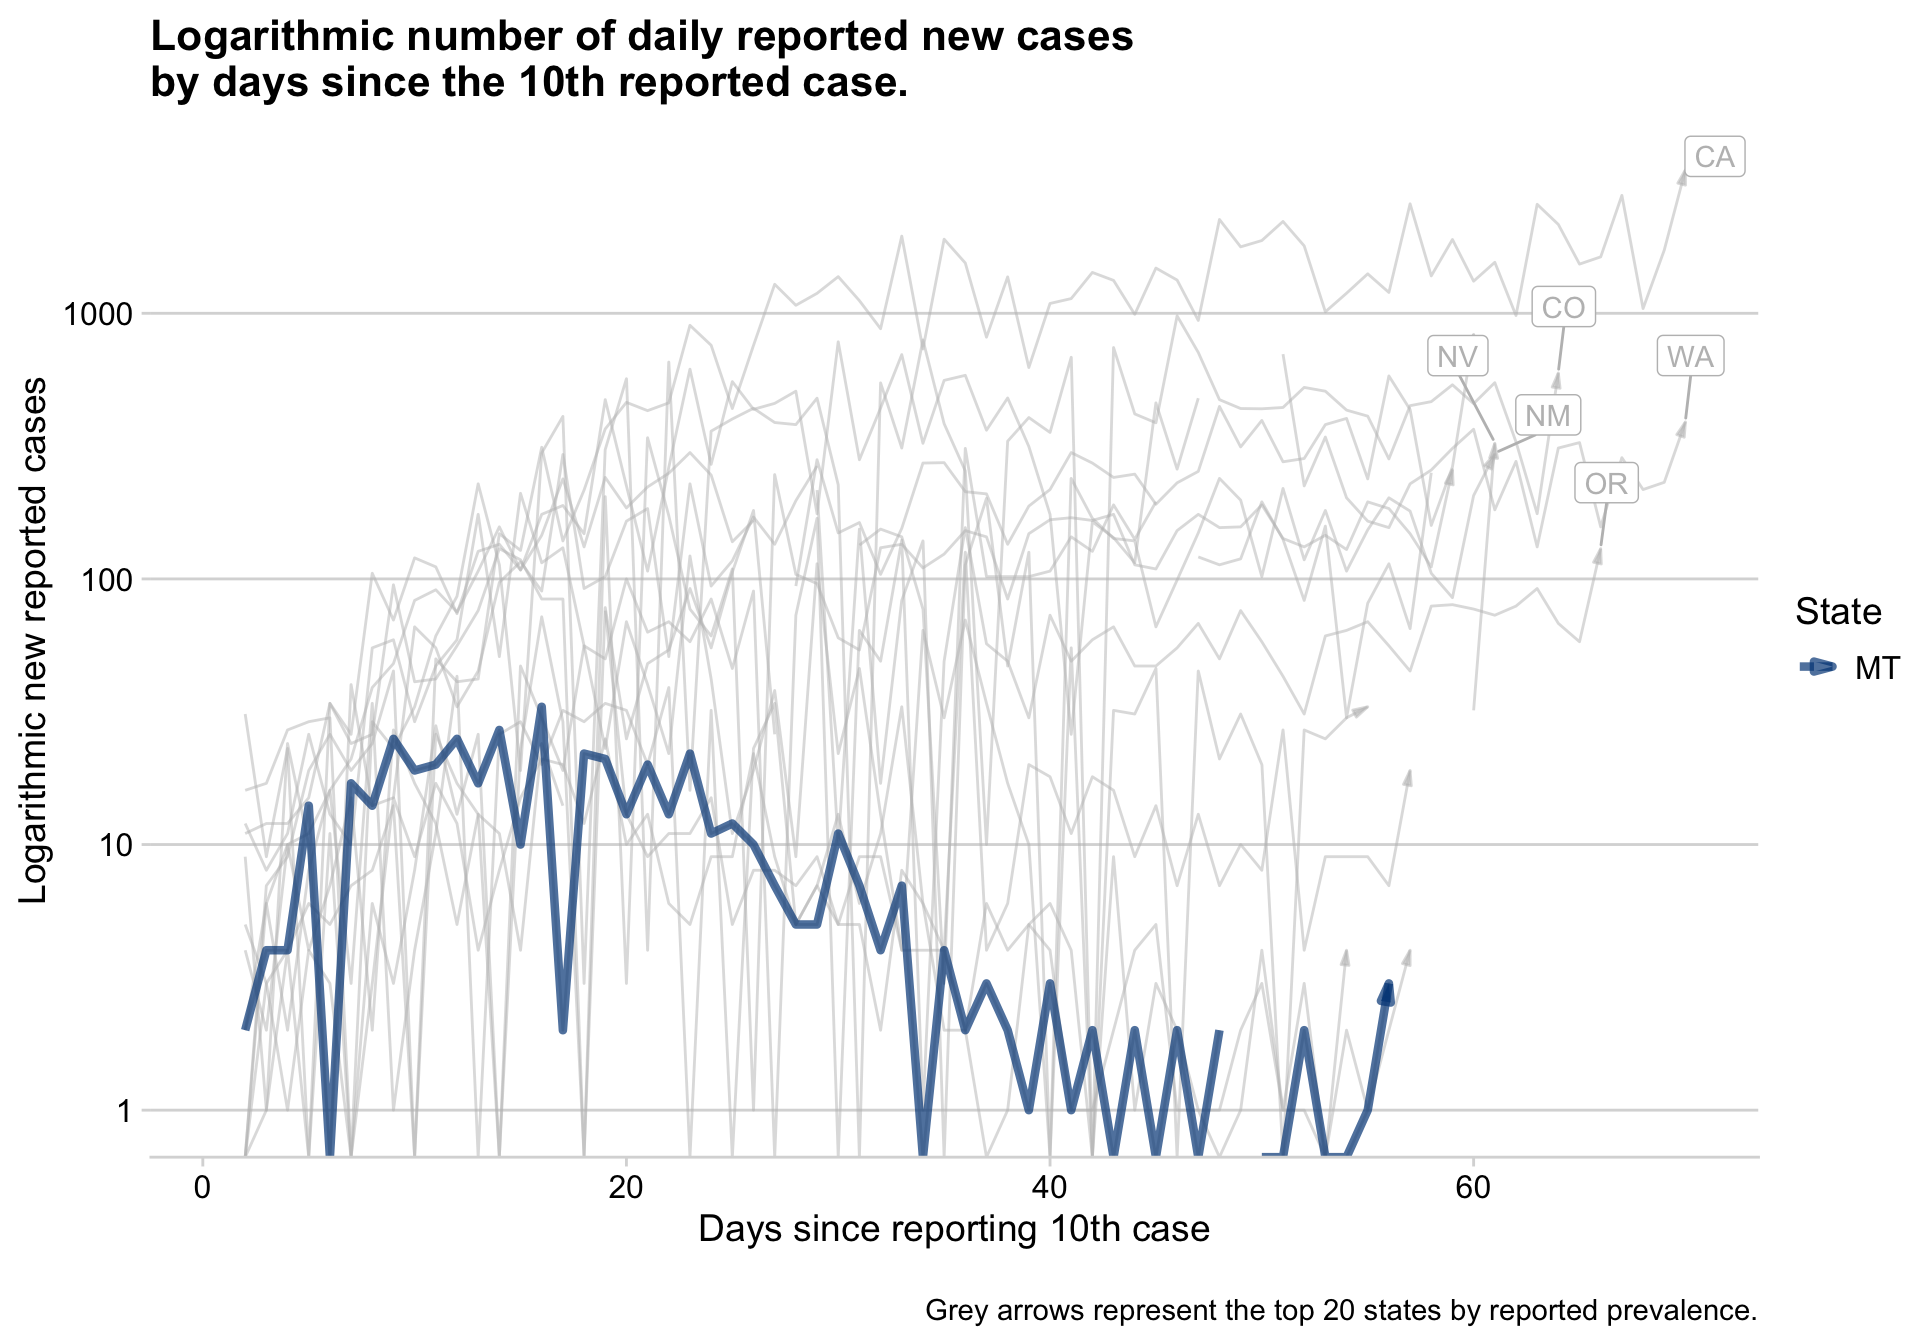 Logarithmic number of daily reported new cases
by days since the 10th reported case.
Logarithmic new reported cases
1000
100
10
1
CA
CO
NV
WA
NM
OR
State
MT
0
20
40
60
Days since reporting 10th case
Grey arrows represent the top 20 states by reported prevalence.